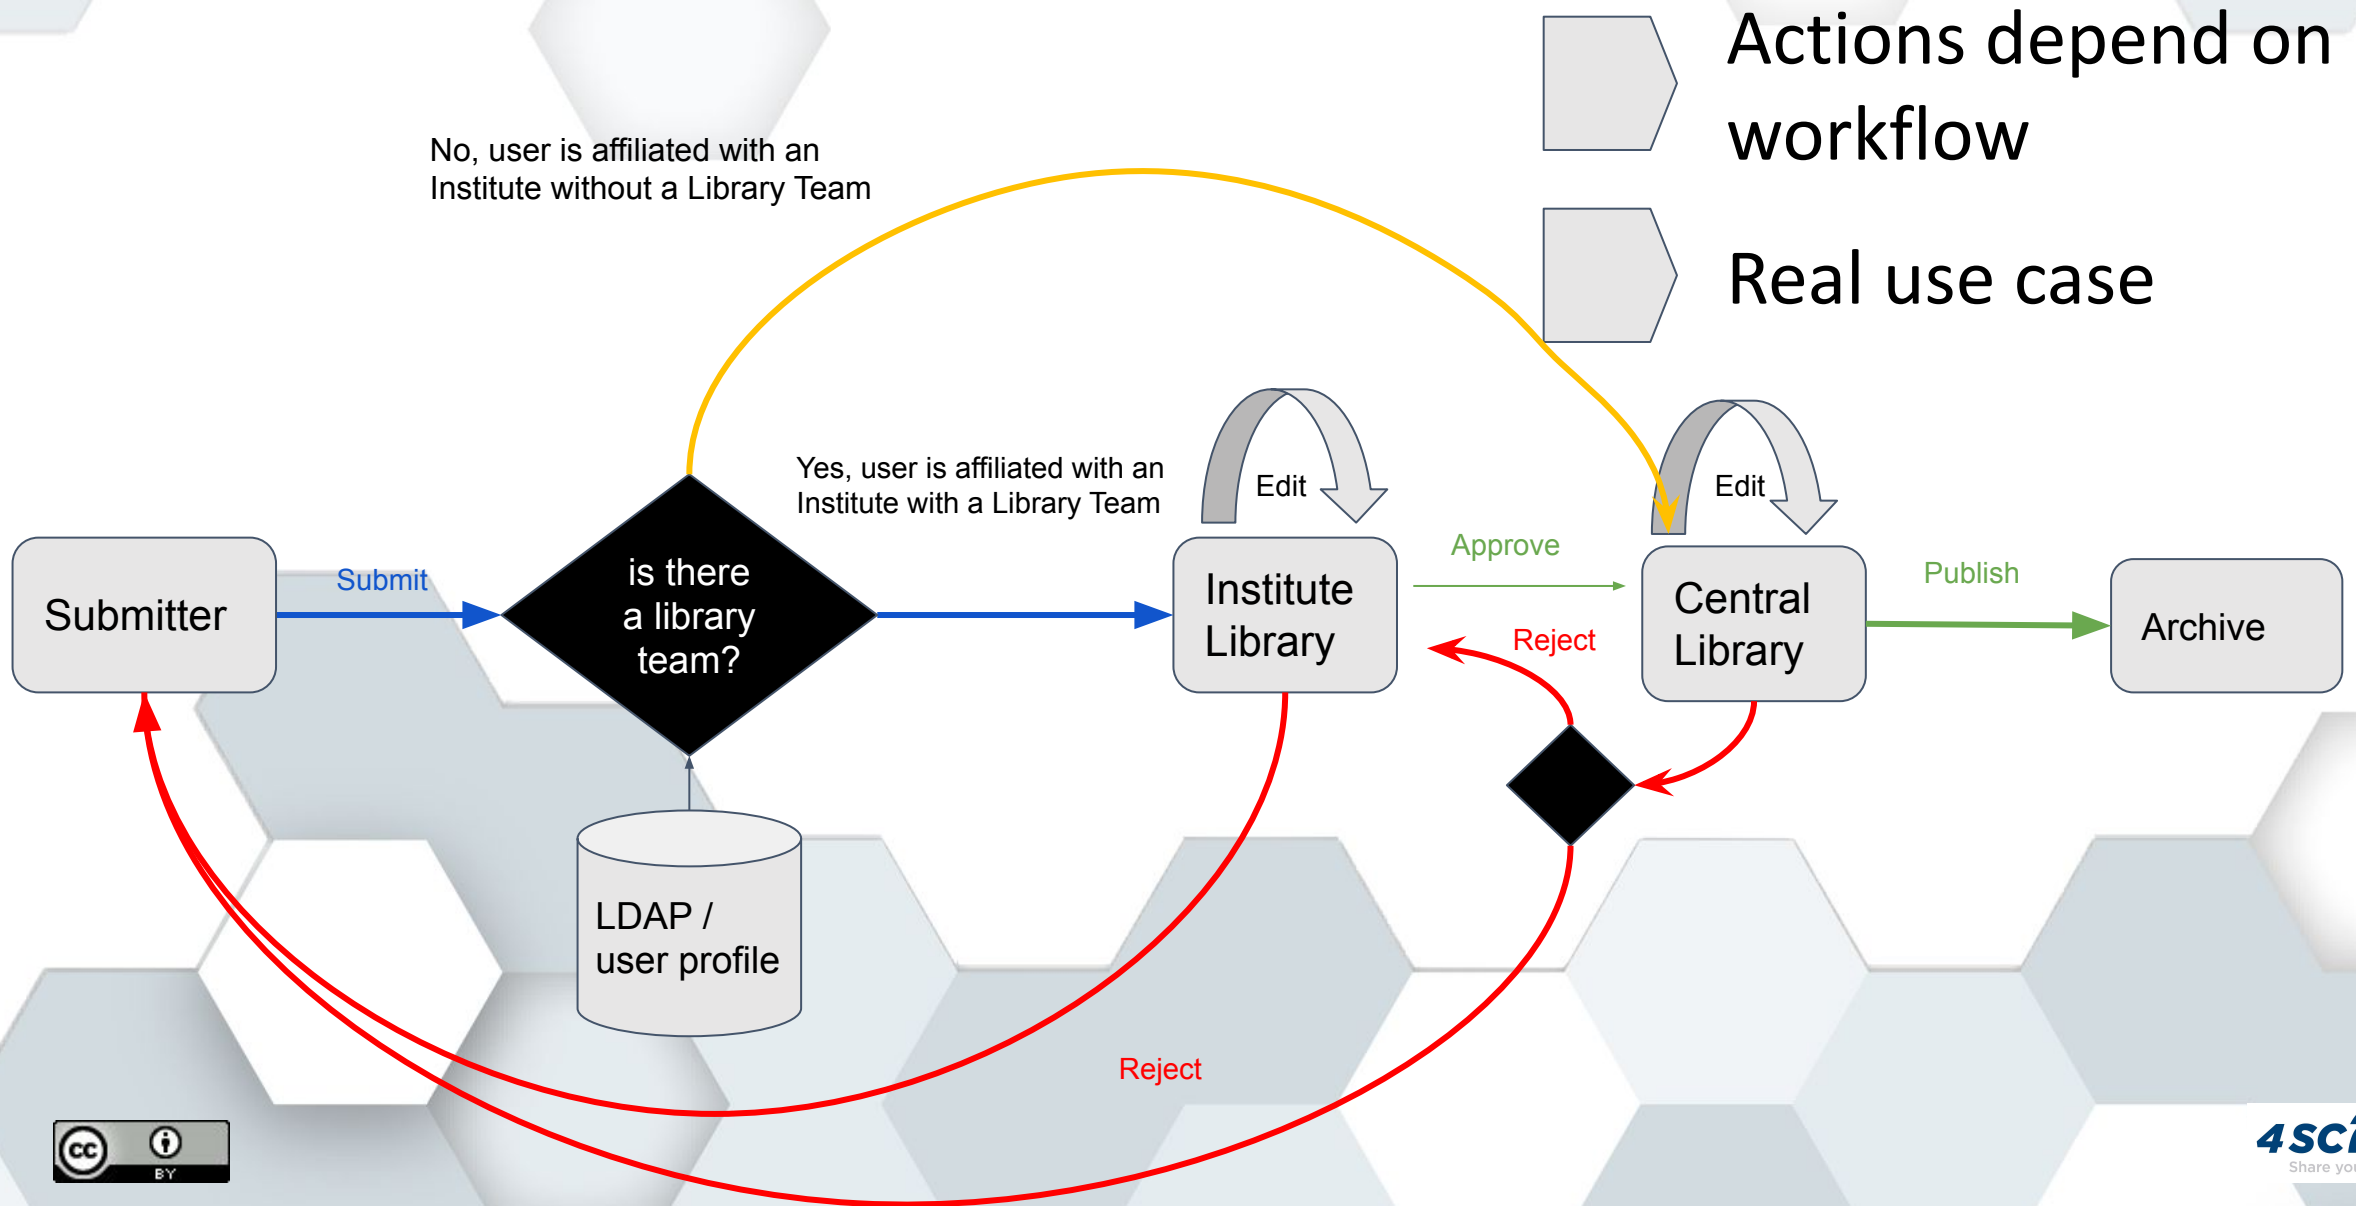 Actions depend on
workflow
Real use case
No, user is affiliated with an
Institute without a Library Team
Yes, user is affiliated with an
Institute with a Library Team
Edit
Edit
Submitter
Submit
is there
a library
team?
Institute
Library
Approve
Reject
Central
Library
Publish
Archive
LDAP /
user profile
Reject
cc
BY
Share